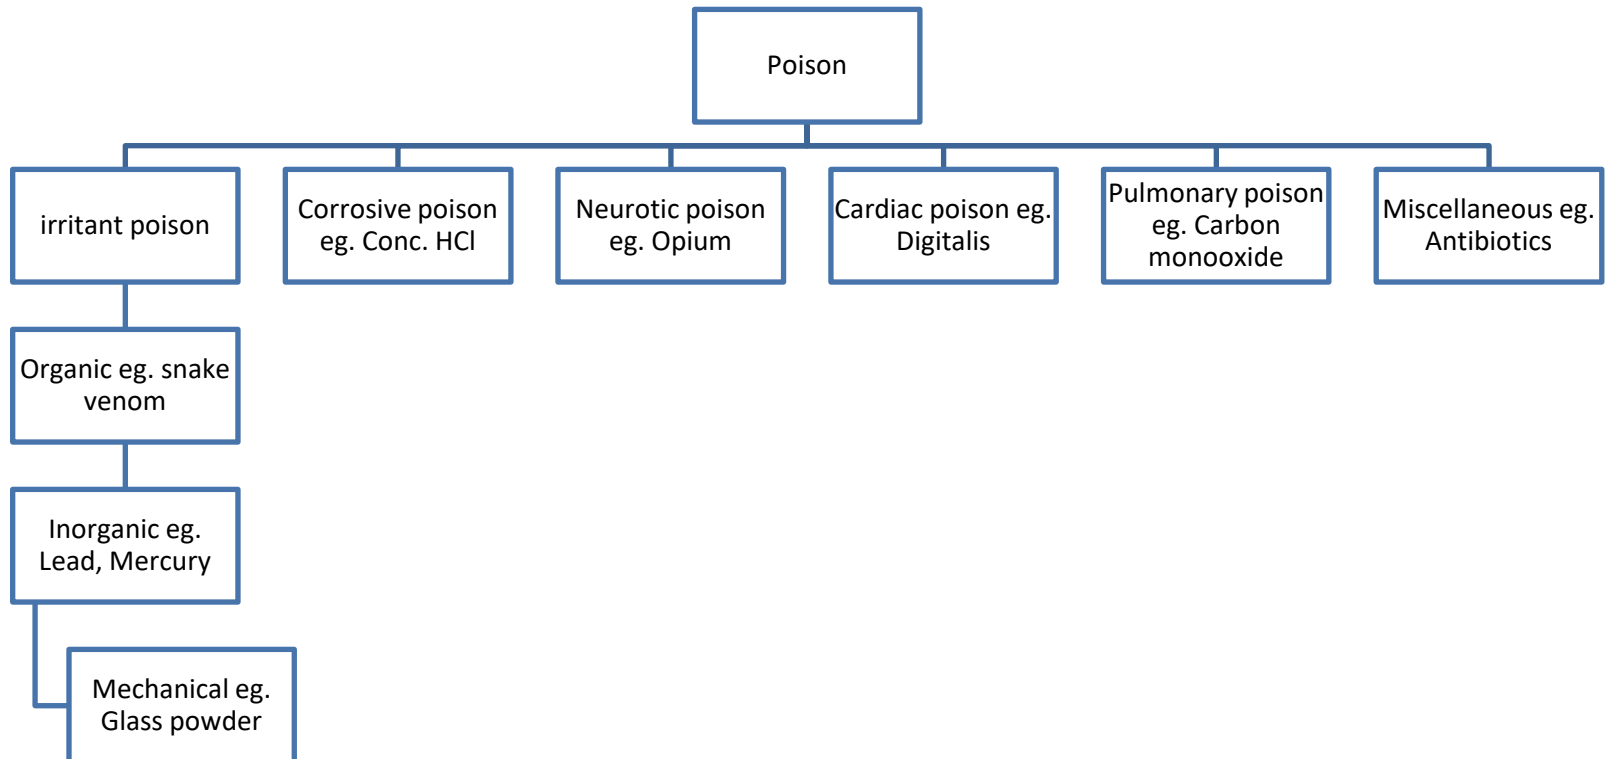 Poison
irritant poison
Corrosive poison
eg. Conc. HCl
Neurotic poison
eg. Opium
Cardiac poison eg.
Digitalis
Pulmonary poison
eg. Carbon
monooxide
Miscellaneous eg.
Antibiotics
Organic eg. snake
venom
Inorganic eg.
Lead, Mercury
Mechanical eg.
Glass powder